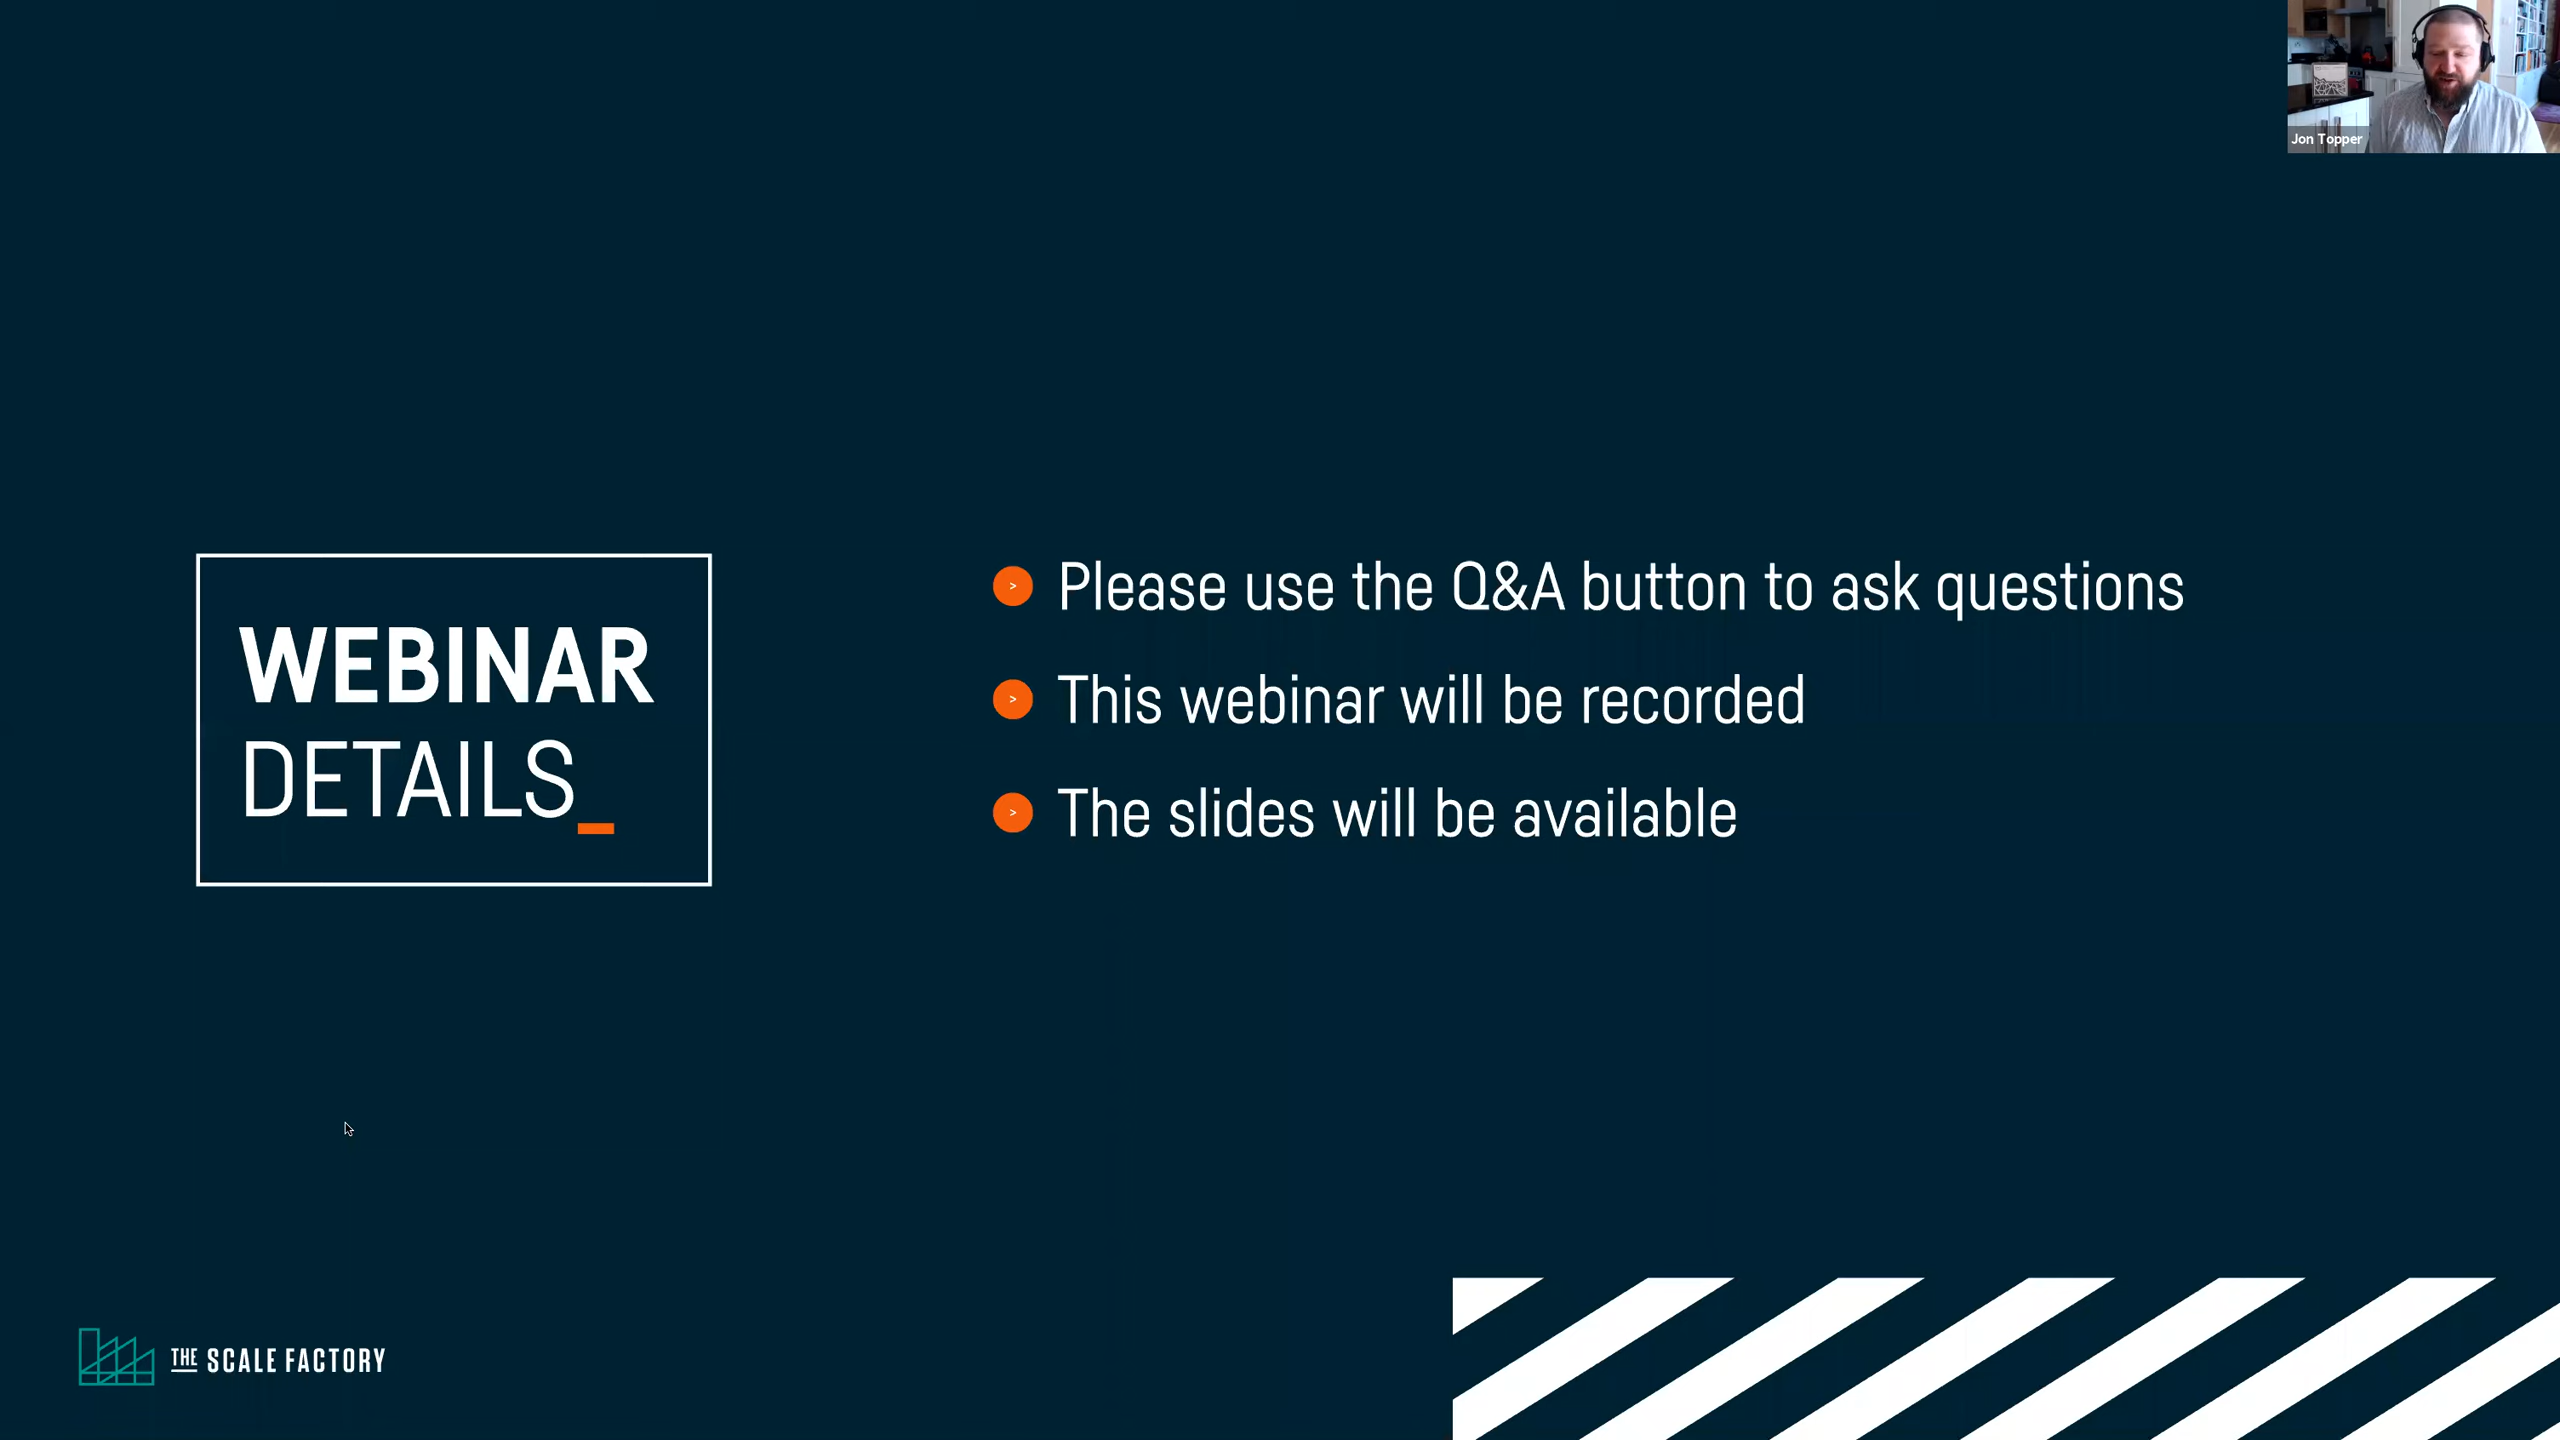 Jon Topper
WEBINAR
DETAILS_
> Please use the Q&A button to ask questions
> This webinar will be recorded
> The slides will be available
THE SCALE FACTORY